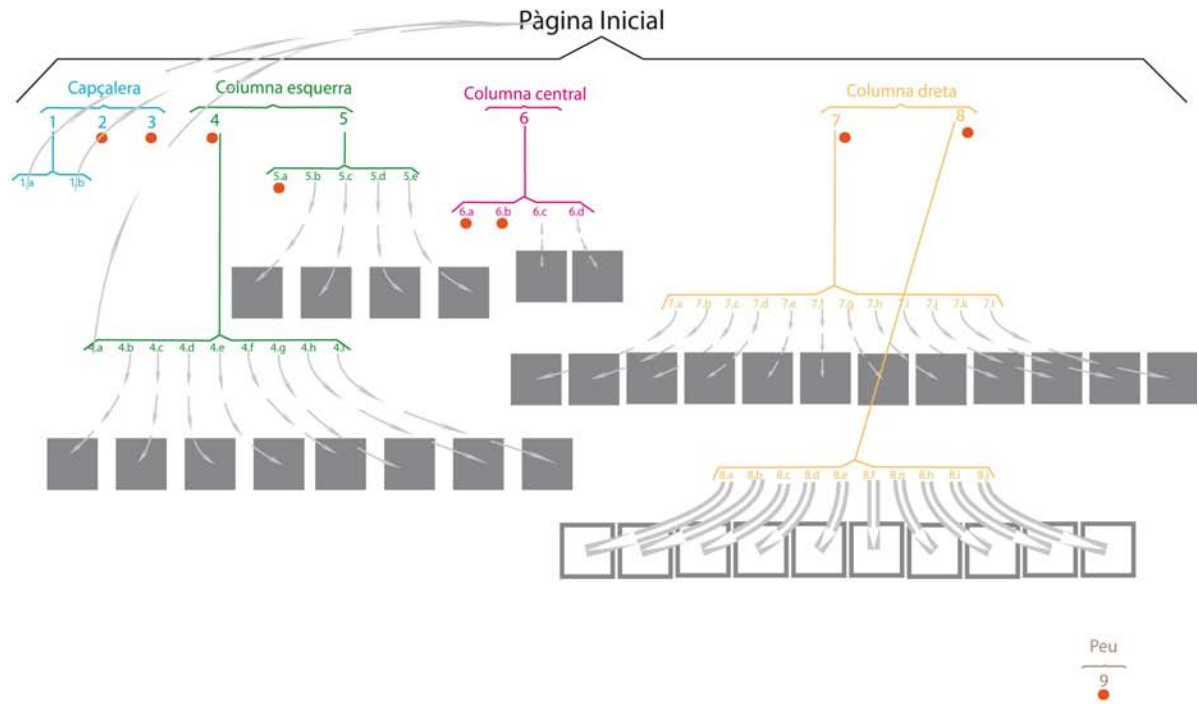 Pàgina Inicial
Capçalera
Columna esquerra
Columna central
Columna dreta
1 2 3 4 5 6 7 8
1.a 1.b
5.a 5.b 5.c 5.d 5.e
6.a 6.b 6.c 6.d
7.a 7.b 7.c 7.d 7.e 7.f 7.g 7.h 7.i 7.j 7.k 7.l
4.a 4.b 4.c 4.d 4.e 4.f 4.g 4.h 4.i
8.a 8.b 8.c 8.d 8.e 8.f 8.g 8.h 8.i 8.j
Peu
9